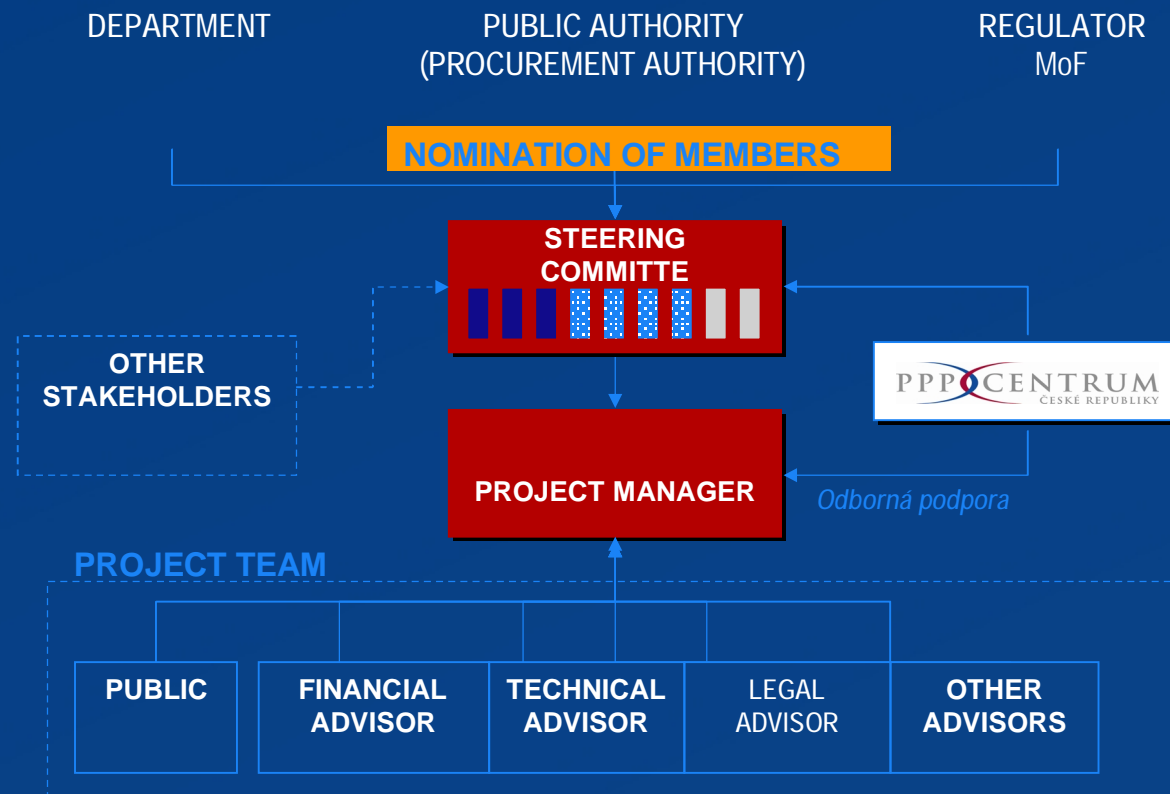 DEPARTMENT
PUBLIC AUTHORITY
(PROCUREMENT AUTHORITY)
REGULATOR
MoF
NOMINATION OF MEMBERS
STEERING
COMMITTE
OTHER
STAKEHOLDERS
PPP CENTRUM
ČESKÉ REPUBLIKY
PROJECT MANAGER
Odborná podpora
PROJECT TEAM
PUBLIC
FINANCIAL
ADVISOR
TECHNICAL
ADVISOR
LEGAL
ADVISOR
OTHER
ADVISORS